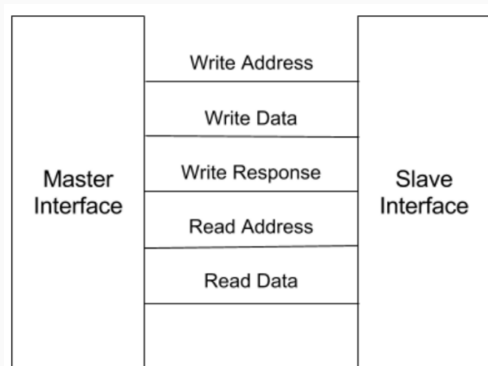 Write Address
Write Data
Write Response
Read Address
Read Data
Master
Interface
Slave
Interface